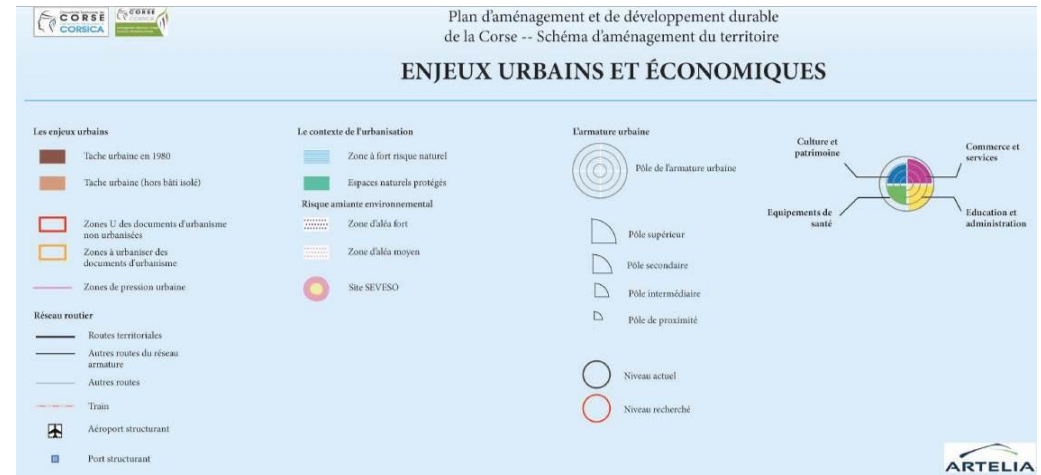 CORSE
CORSICA
CORSE
Plan d'aménagement et de développement durable
de la Corse -- Schéma d'aménagement du territoire
ENJEUX URBAINS ET ÉCONOMIQUES
Les enjeux urbains
Tache urbaine en 1980
Tache urbaine (hors bâti isolé)
Zones U des documents d'urbanisme
non urbanisées
Zones à urbaniser des
documents d'urbanisme
Zones de pression urbaine
Réseau routier
Routes territoriales
Autres routes du réseau
armature
Autres routes
Train
Aéroport structurant
Port structurant
Le contexte de l'urbanisation
Zone à fort risque naturel
Espaces naturels protégés
Risque amiante environnemental
Zone d'aléa fort
Zone d'aléa moyen
Site SEVESO
L'armature urbaine
Pôle de l'armature urbaine
Pôle supérieur
Pôle secondaire
Pôle intermédiaire
Pôle de proximité
Niveau actuel
Niveau recherché
Culture et
patrimoine
Commerce et
services
Equipements de
santé
Education et
administration
ARTELIA